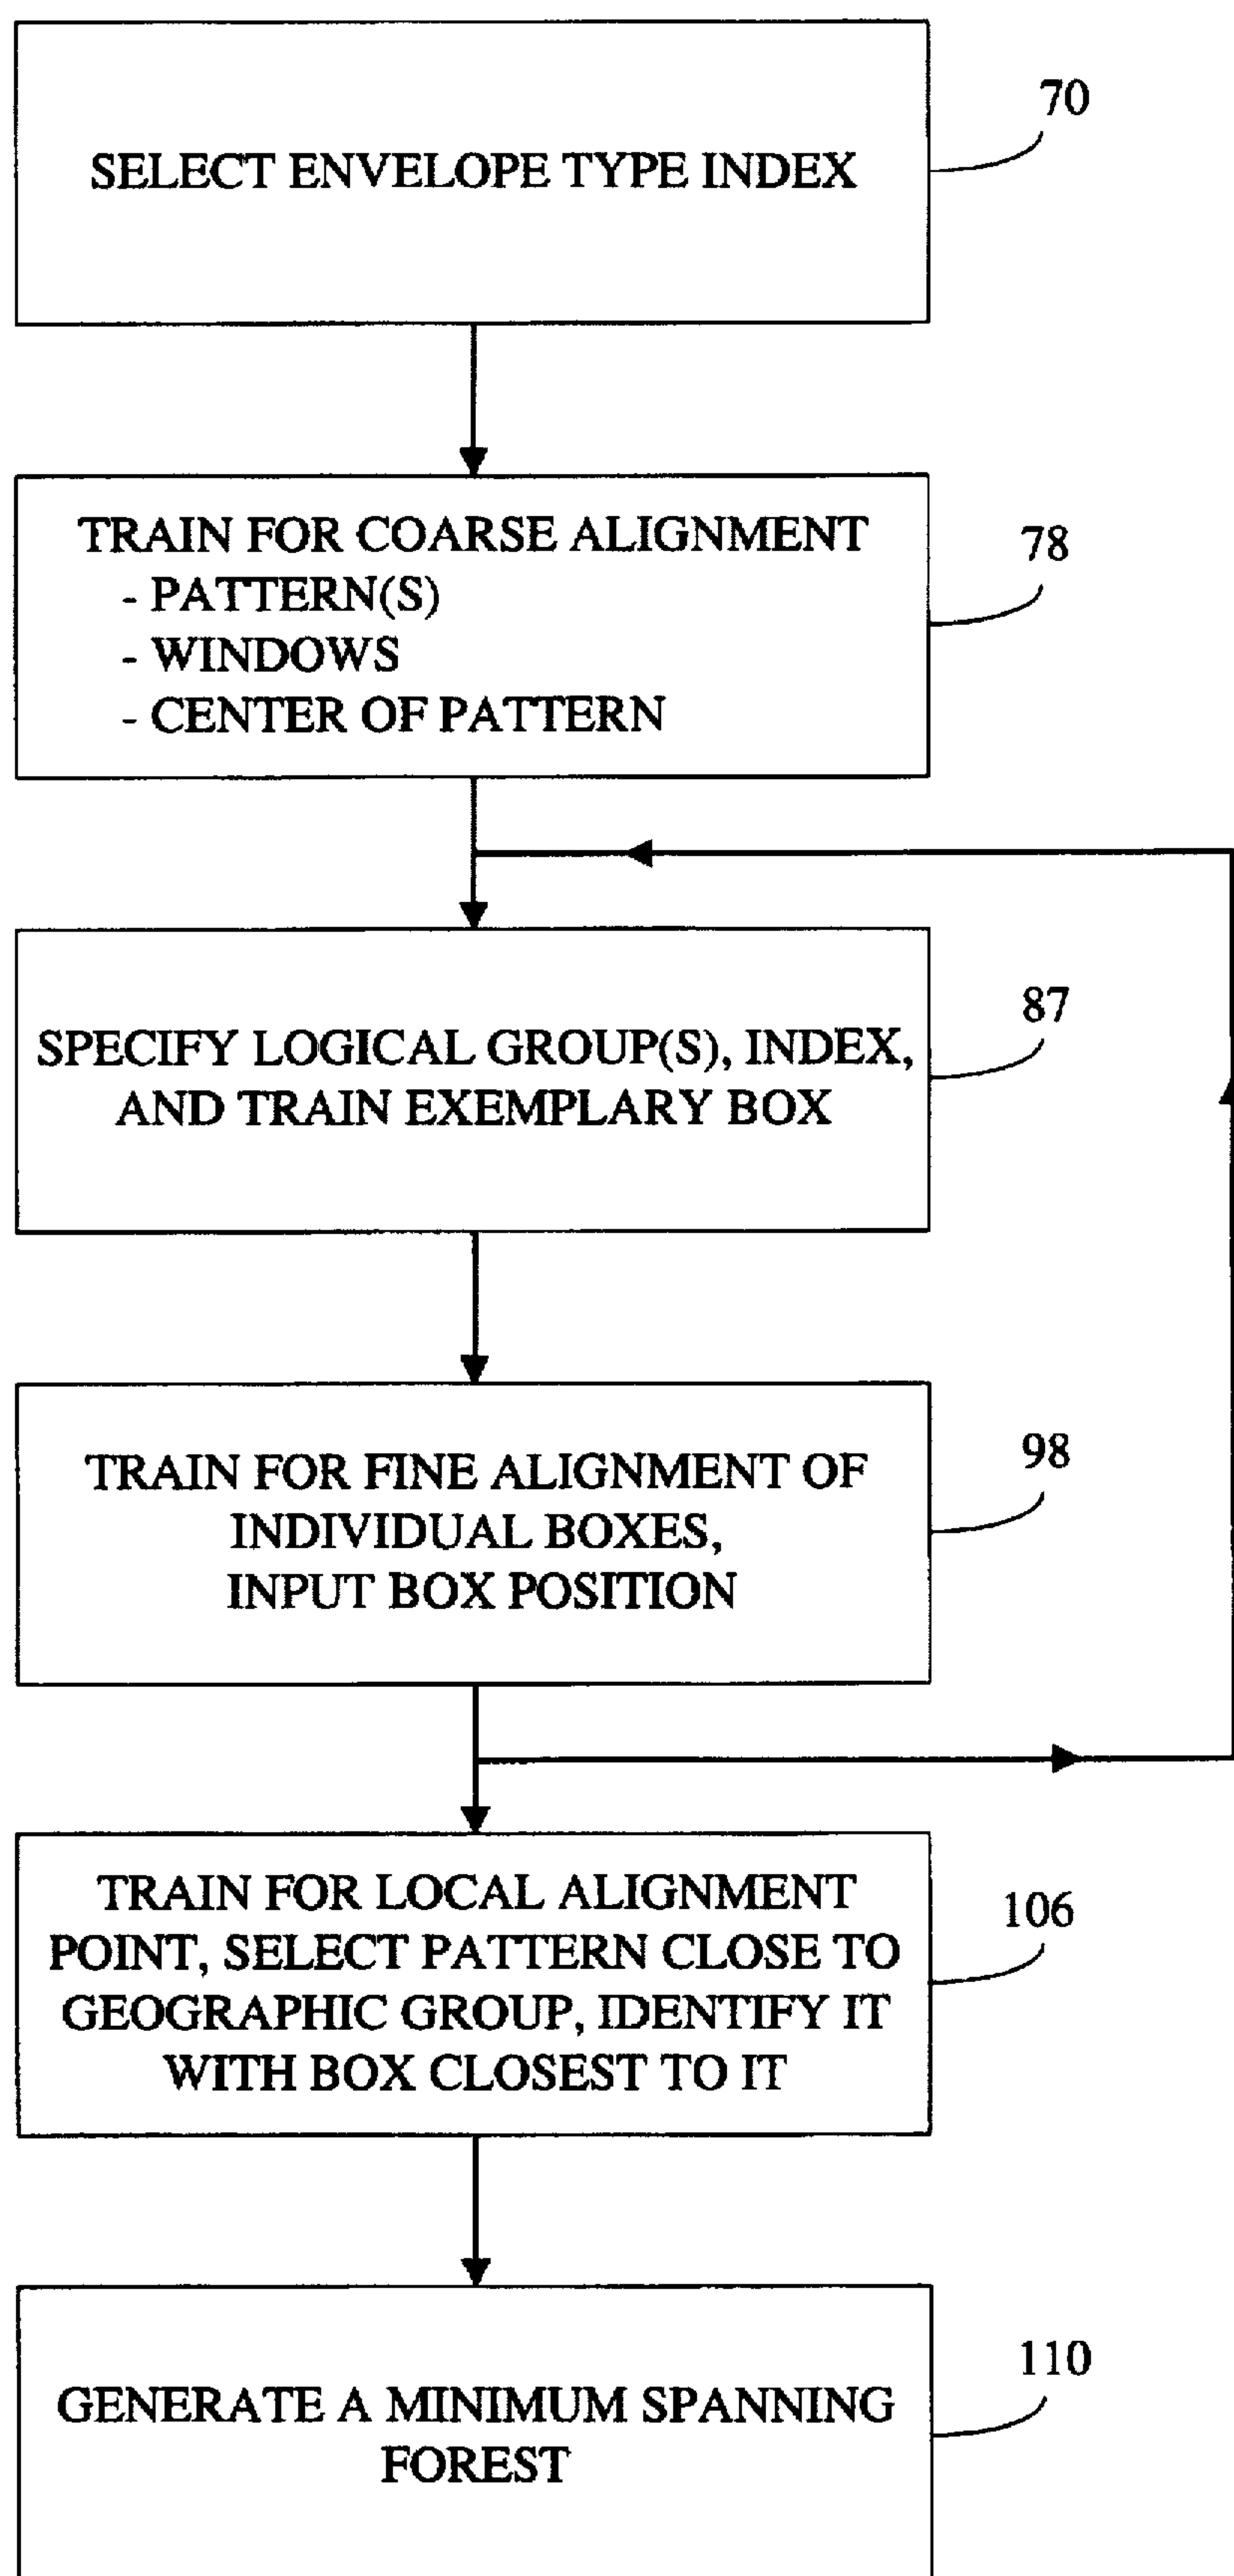 SELECT ENVELOPE TYPE INDEX
70
TRAIN FOR COARSE ALIGNMENT
- PATTERN(S)
- WINDOWS
- CENTER OF PATTERN
78
SPECIFY LOGICAL GROUP(S), INDEX,
AND TRAIN EXEMPLARY BOX
87
TRAIN FOR FINE ALIGNMENT OF
INDIVIDUAL BOXES,
INPUT BOX POSITION
98
TRAIN FOR LOCAL ALIGNMENT
POINT, SELECT PATTERN CLOSE TO
GEOGRAPHIC GROUP, IDENTIFY IT
WITH BOX CLOSEST TO IT
106
GENERATE A MINIMUM SPANNING
FOREST
110